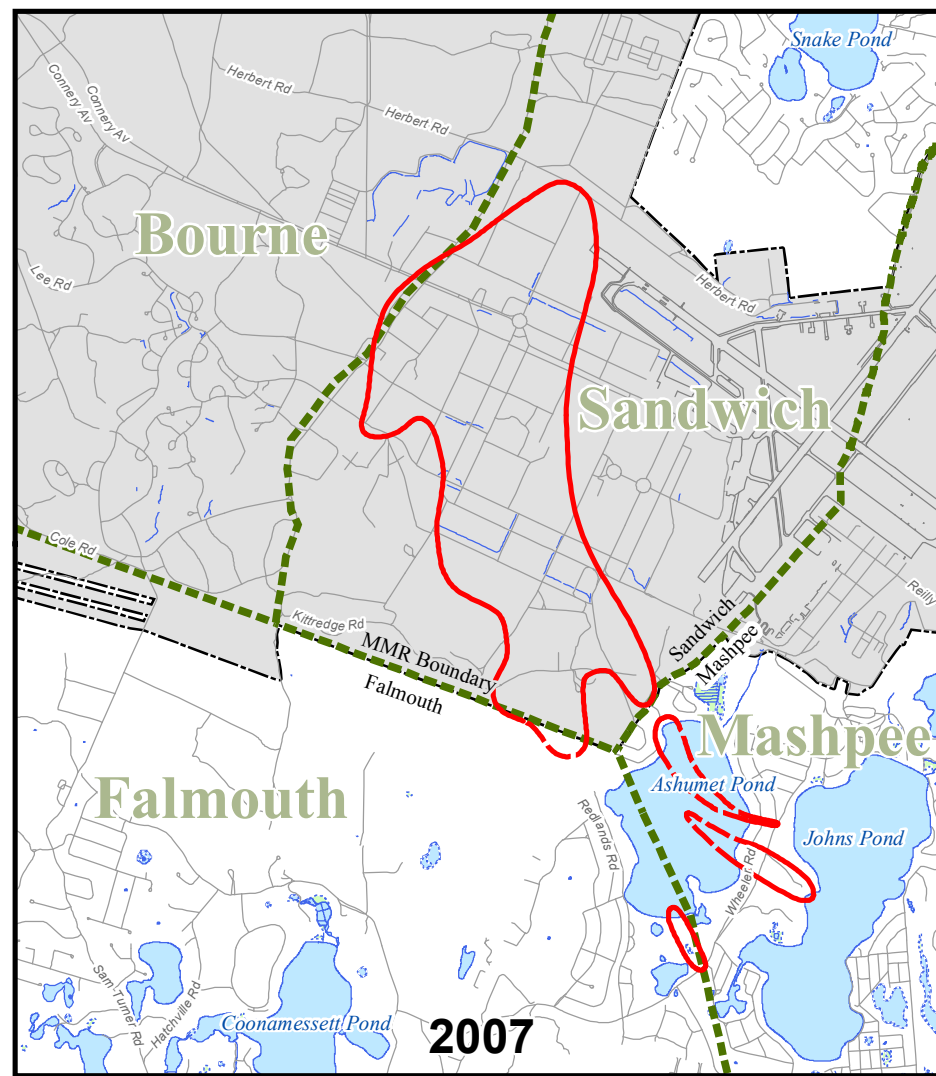 Snake Pond
Connery Av
Connery Av
Herbert Rd
Herbert Rd
Bourne
Lee Rd
Herbert Rd
Sandwich
Cole Rd
Reilly
Kittredge Rd
MMR Boundary
Falmouth
Sandwich
Mashpee
Mashpee
Falmouth
Ashumet Pond
Redlands Rd
Johns Pond
Wheeler Rd
Sam Turner Rd
Hatchville Rd
Coonamessett Pond
2007